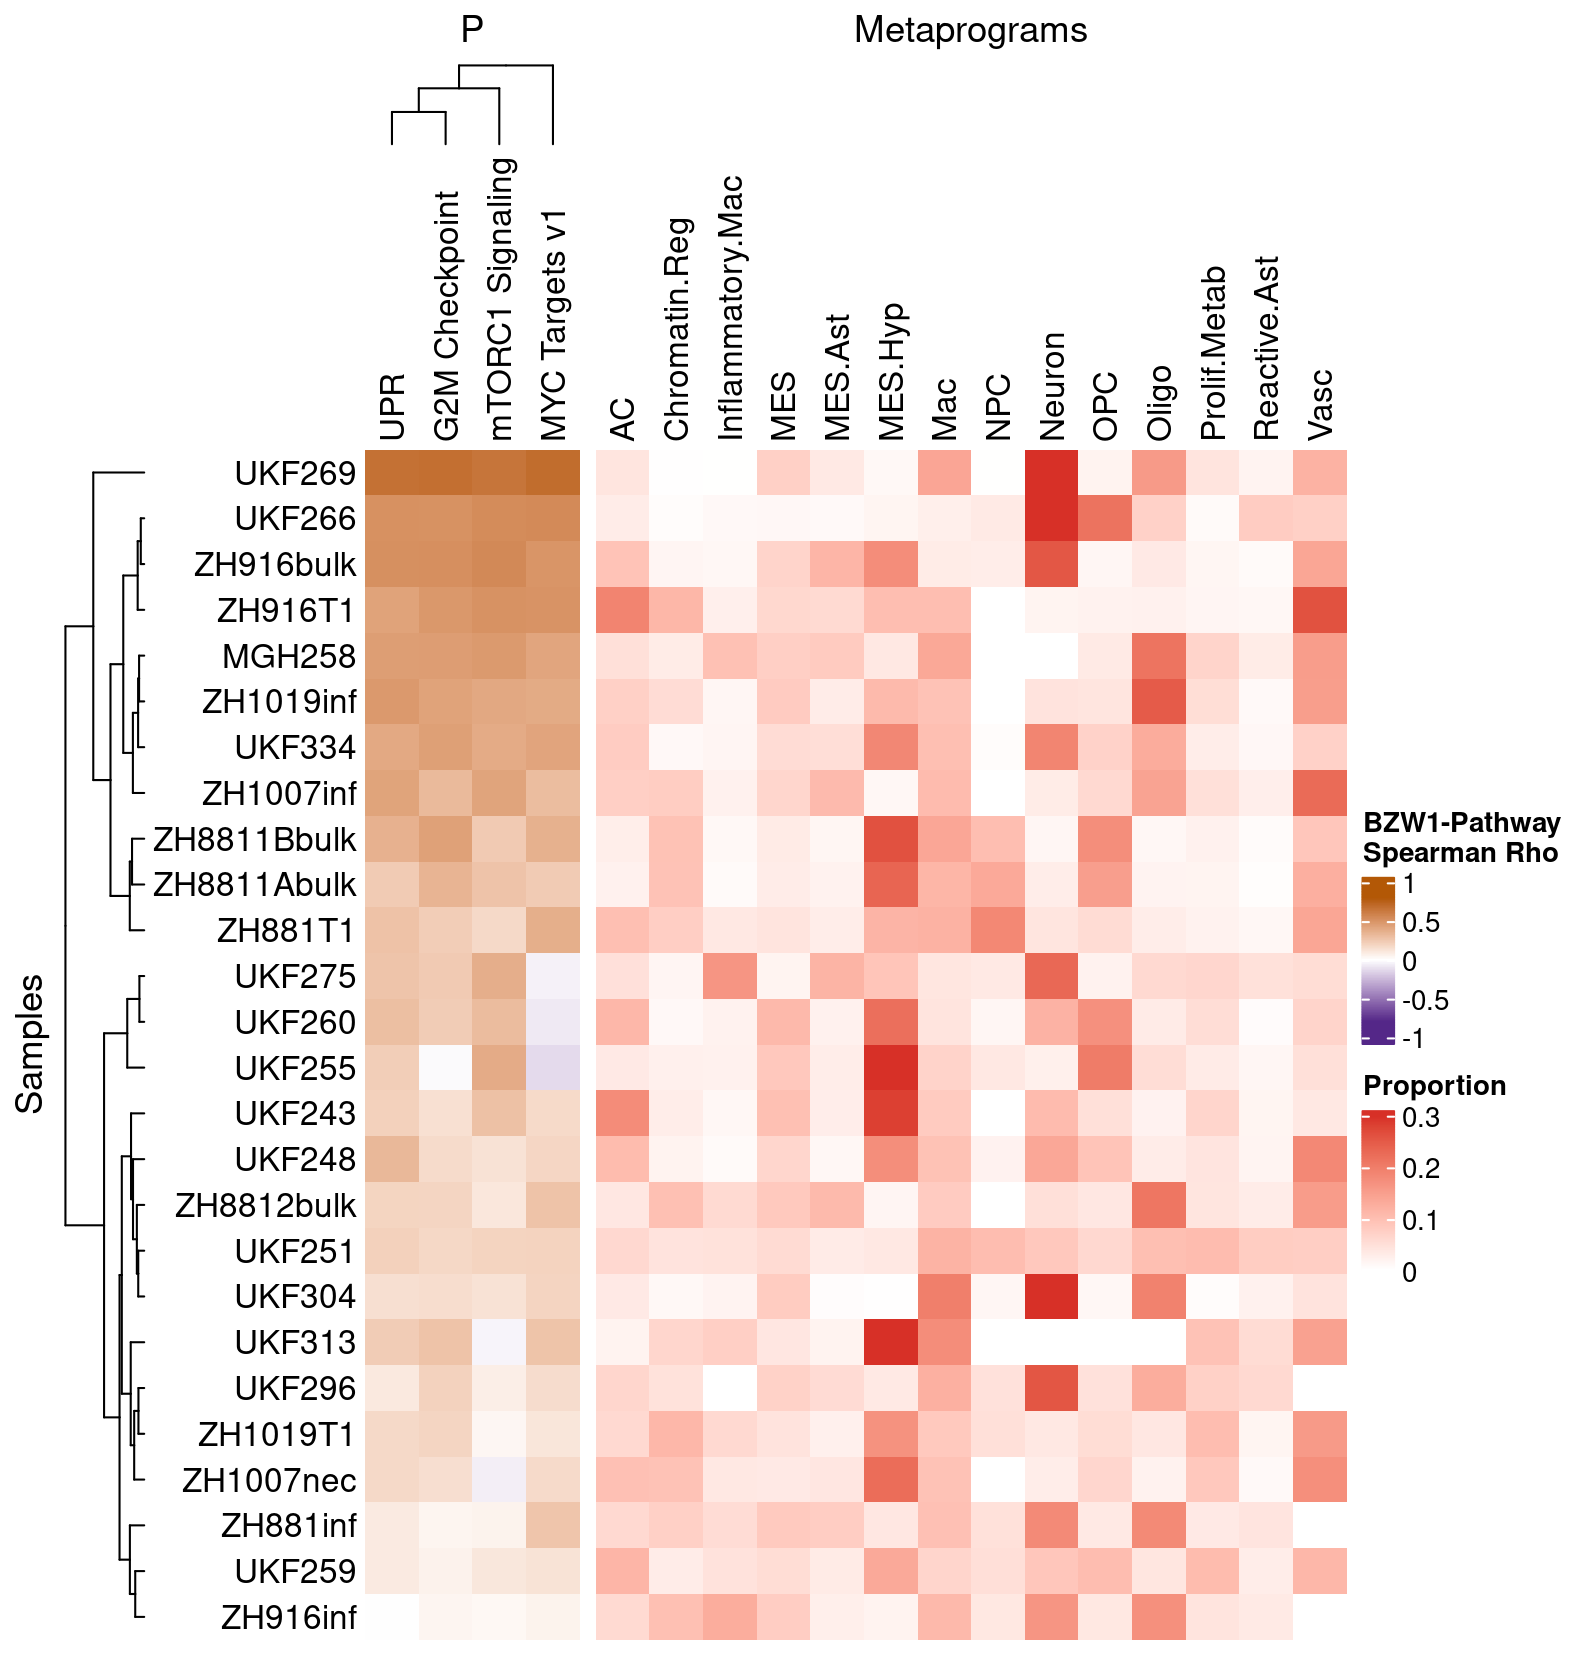 P
Metaprograms
UPR
G2M Checkpoint
mTORC1 Signaling
MYC Targets v1
AC
Chromatin.Reg
Inflammatory.Mac
MES
MES.Ast
MES.Hyp
Mac
NPC
Neuron
OPC
Oligo
Prolif.Metab
Reactive.Ast
Vasc
Samples
UKF269
UKF266
ZH916bulk
ZH916T1
MGH258
ZH1019inf
UKF334
ZH1007inf
ZH8811Bbulk
ZH8811Abulk
ZH881T1
UKF275
UKF260
UKF255
UKF243
UKF248
ZH8812bulk
UKF251
UKF304
UKF313
UKF296
ZH1019T1
ZH1007nec
ZH881inf
UKF259
ZH916inf
BZW1-Pathway
Spearman Rho
1
0.5
0
-0.5
-1
Proportion
0.3
0.2
0.1
0